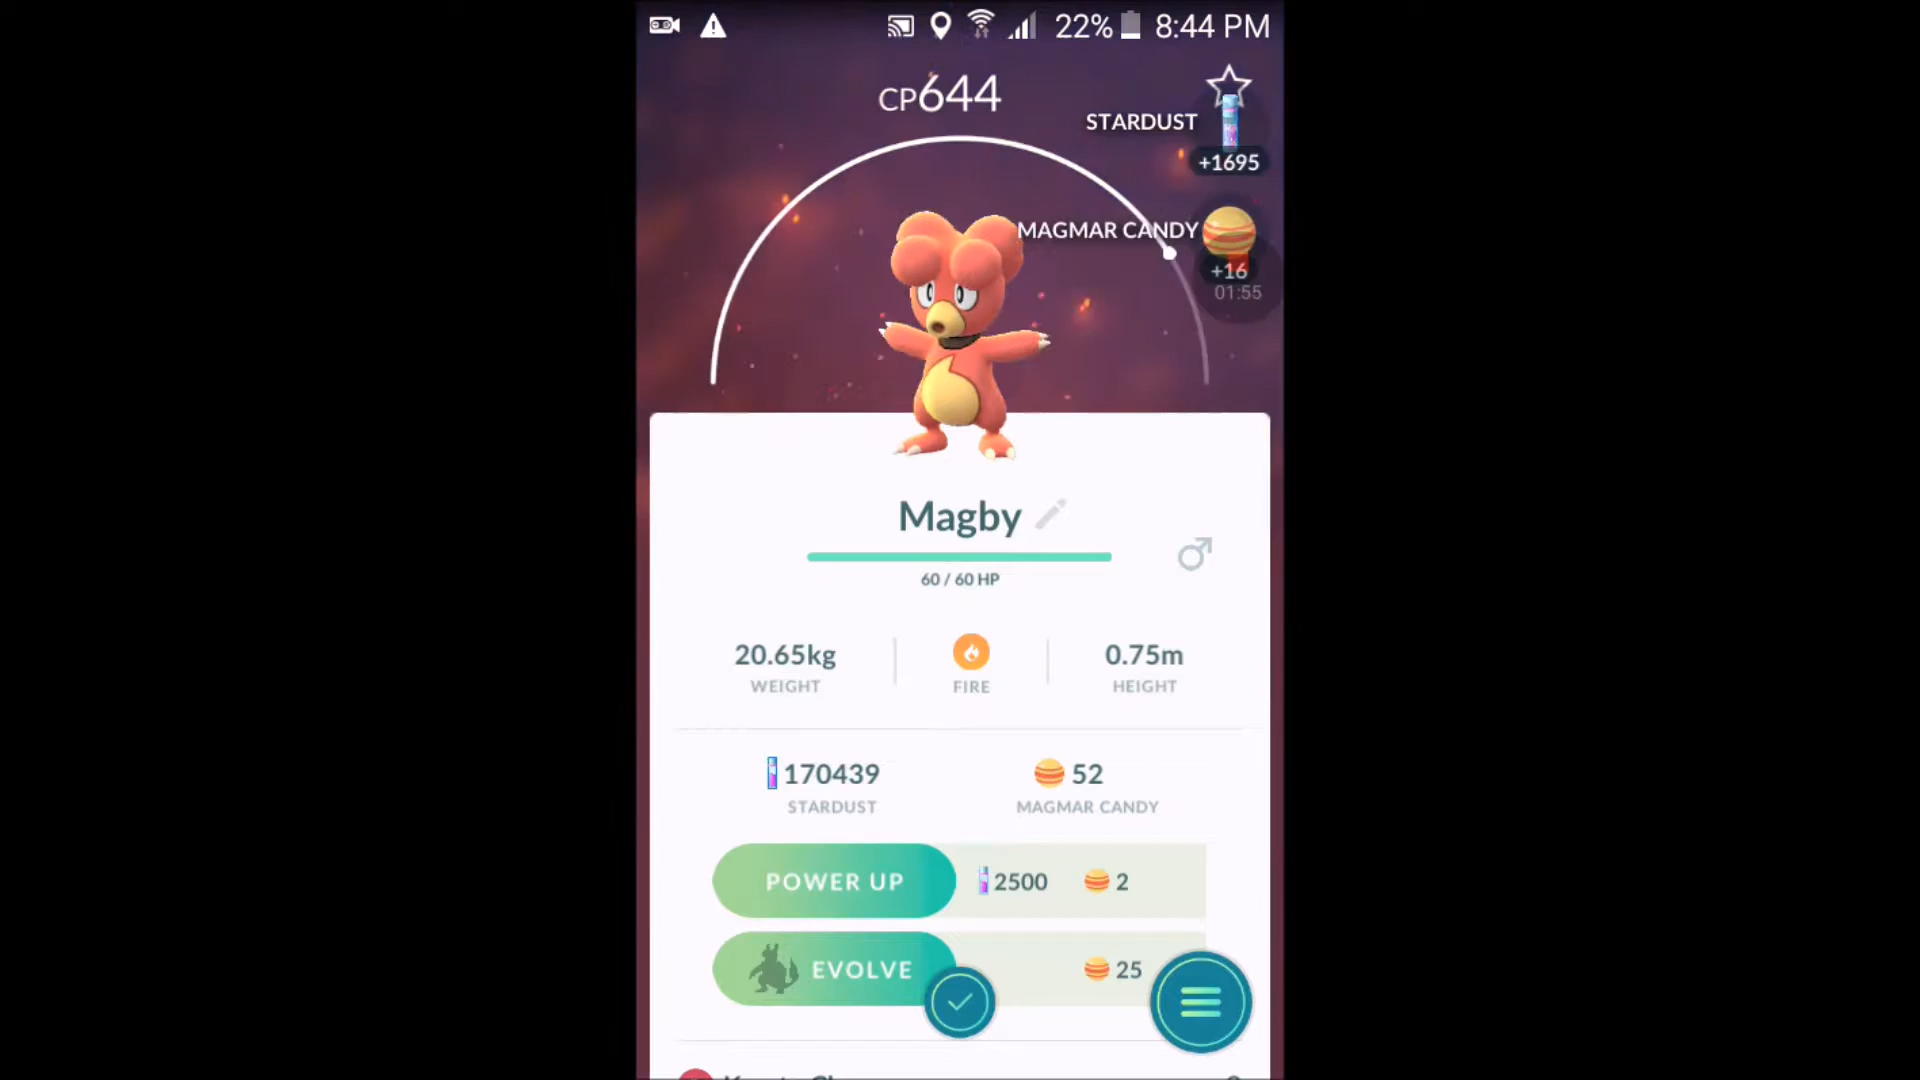 22% 8:44 PM
CP644
STARDUST
+1695
MAGMAR CANDY
+16
01:55
Magby
60 / 60 HP
20.65kg
WEIGHT
FIRE
0.75m
HEIGHT
170439
STARDUST
52
MAGMAR CANDY
POWER UP 2500 2
EVOLVE 25